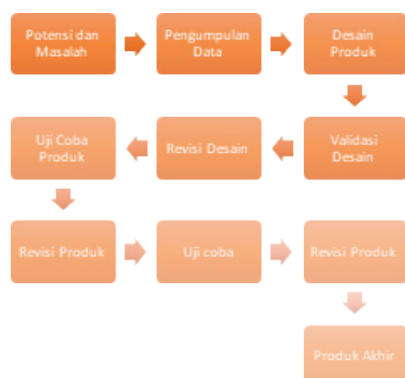 Potensi dan
Masalah
Pengumpulan
Data
Desain
Produk
Validasi
Desain
Revisi Desain
Uji Coba
Produk
Revisi Produk
Uji coba
Revisi Produk
Produk Akhir